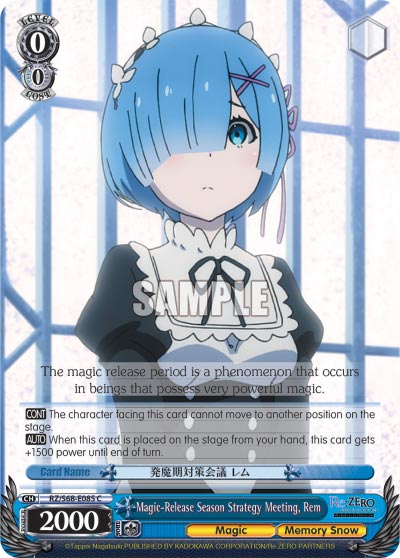 LEVEL
0
0
COST
SAMPLE
The magic release period is a phenomenon that occurs
in beings that possess very powerful magic.
CONT The character facing this card cannot move to another position on the
stage.
AUTO When this card is placed on the stage from your hand, this card gets
+1500 power until end of turn.
Card Name 発魔期対策会議 レム
CH RZ/S68-E085 C
Magic-Release Season Strategy Meeting, Rem
Re:ZERO
POWER 2000
Magic Memory Snow
©Tappei Nagatsuki,PUBLISHED BY KADOKAWA CORPORATION/Re:ZERO PARTNERS